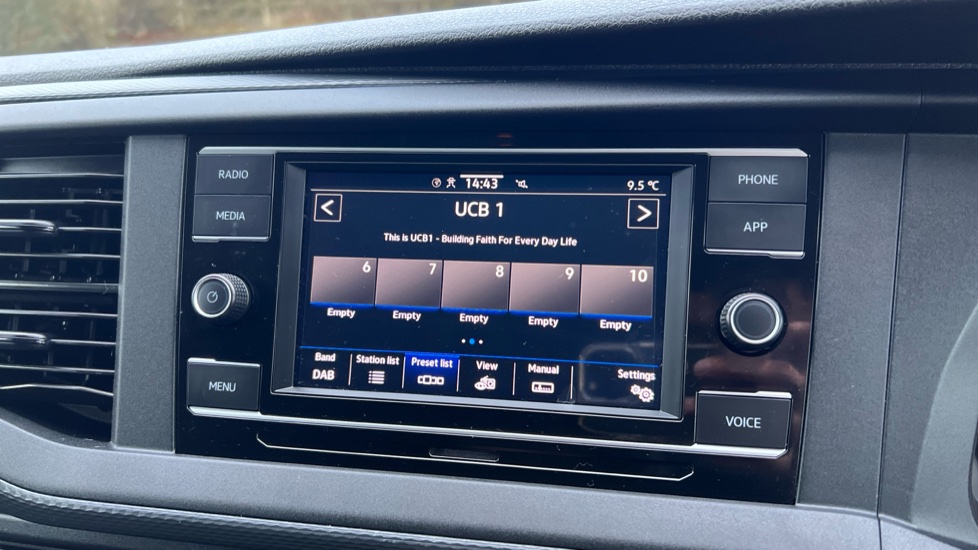 RADIO
MEDIA
MENU
14:43
9.5 °C
<
UCB 1
>
This is UCB1 - Building Faith For Every Day Life
6 7 8 9 10
Empty Empty Empty Empty Empty
Band Station list Preset list View Manual Settings
DAB
PHONE
APP
VOICE